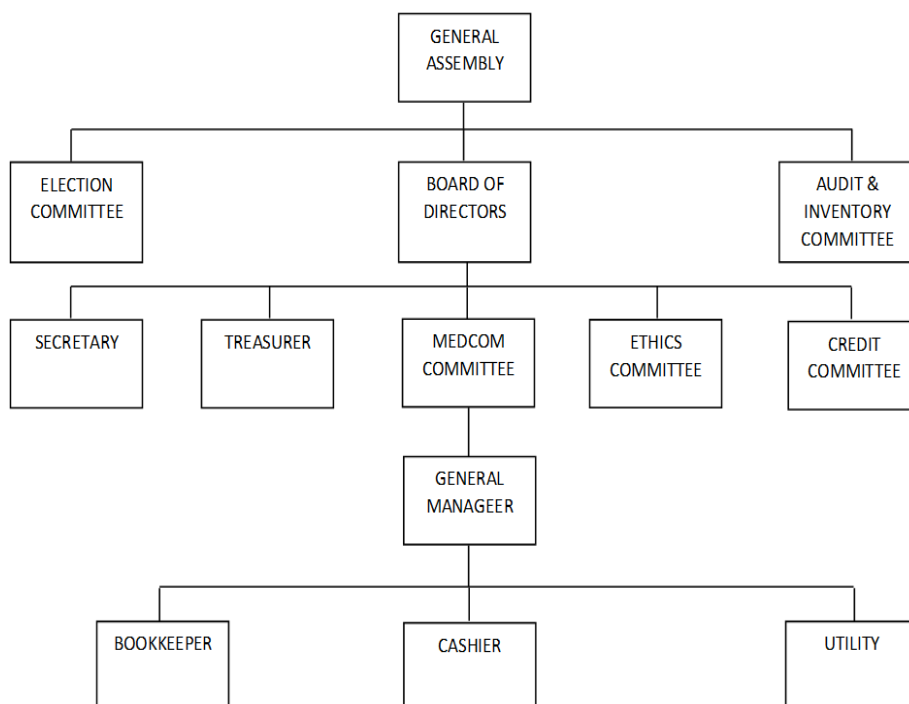 GENERAL
ASSEMBLY
ELECTION
COMMITTEE
BOARD OF
DIRECTORS
AUDIT &
INVENTORY
COMMITTEE
SECRETARY
TREASURER
MEDCOM
COMMITTEE
ETHICS
COMMITTEE
CREDIT
COMMITTEE
GENERAL
MANAGEER
BOOKKEEPER
CASHIER
UTILITY